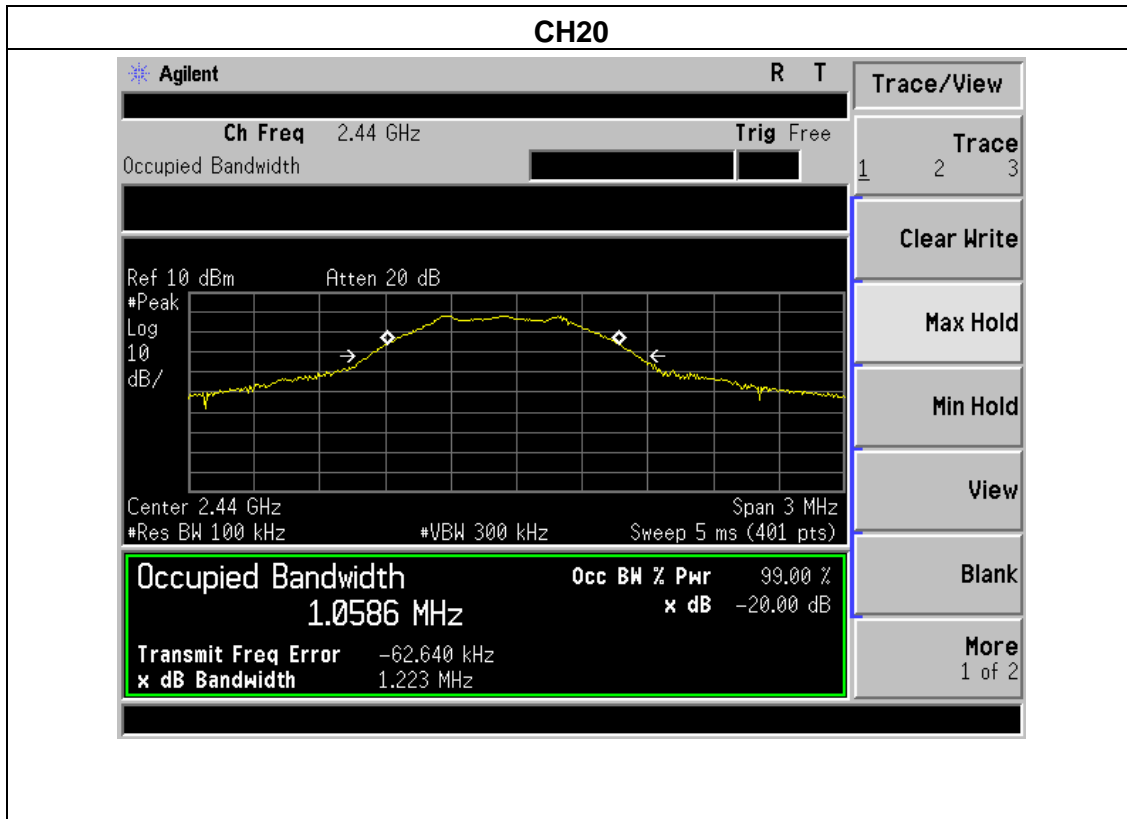 CH20
Agilent R T
Ch Freq 2.44 GHz Trig Free
Occupied Bandwidth
Ref 10 dBm Atten 20 dB
#Peak
Log
10
dB/
Center 2.44 GHz Span 3 MHz
#Res BW 100 kHz #VBW 300 kHz Sweep 5 ms (401 pts)
Occupied Bandwidth Occ BW % Pwr 99.00 %
1.0586 MHz x dB -20.00 dB
Transmit Freq Error -62.640 kHz
x dB Bandwidth 1.223 MHz
Trace/View
Trace
1 2 3
Clear Write
Max Hold
Min Hold
View
Blank
More
1 of 2